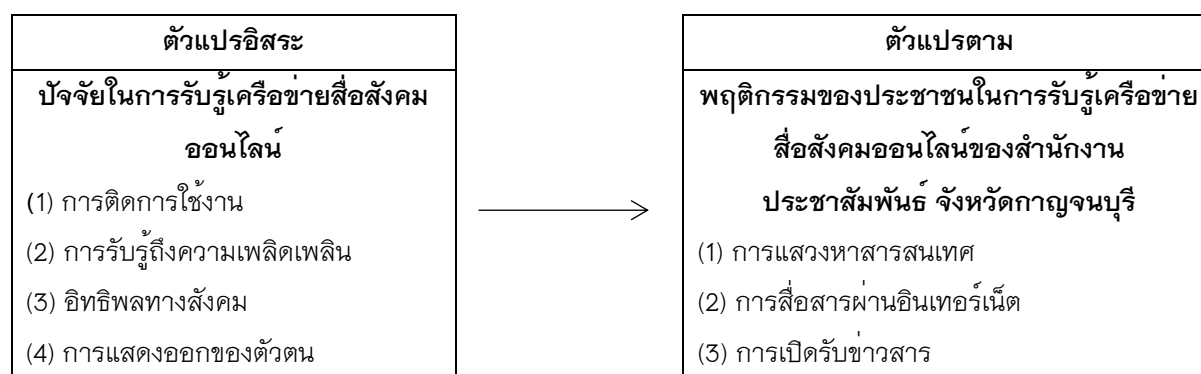 ตัวแปรอิสระ
ปัจจัยในการรับรู้เครือข่ายสื่อสังคม
ออนไลน์
(1) การติดการใช้งาน
(2) การรับรู้ถึงความเพลิดเพลิน
(3) อิทธิพลทางสังคม
(4) การแสดงออกของตัวตน
ตัวแปรตาม
พฤติกรรมของประชาชนในการรับรู้เครือข่าย
สื่อสังคมออนไลน์ของสำนักงาน
ประชาสัมพันธ์ จังหวัดกาญจนบุรี
(1) การแสวงหาสารสนเทศ
(2) การสื่อสารผ่านอินเทอร์เน็ต
(3) การเปิดรับข่าวสาร